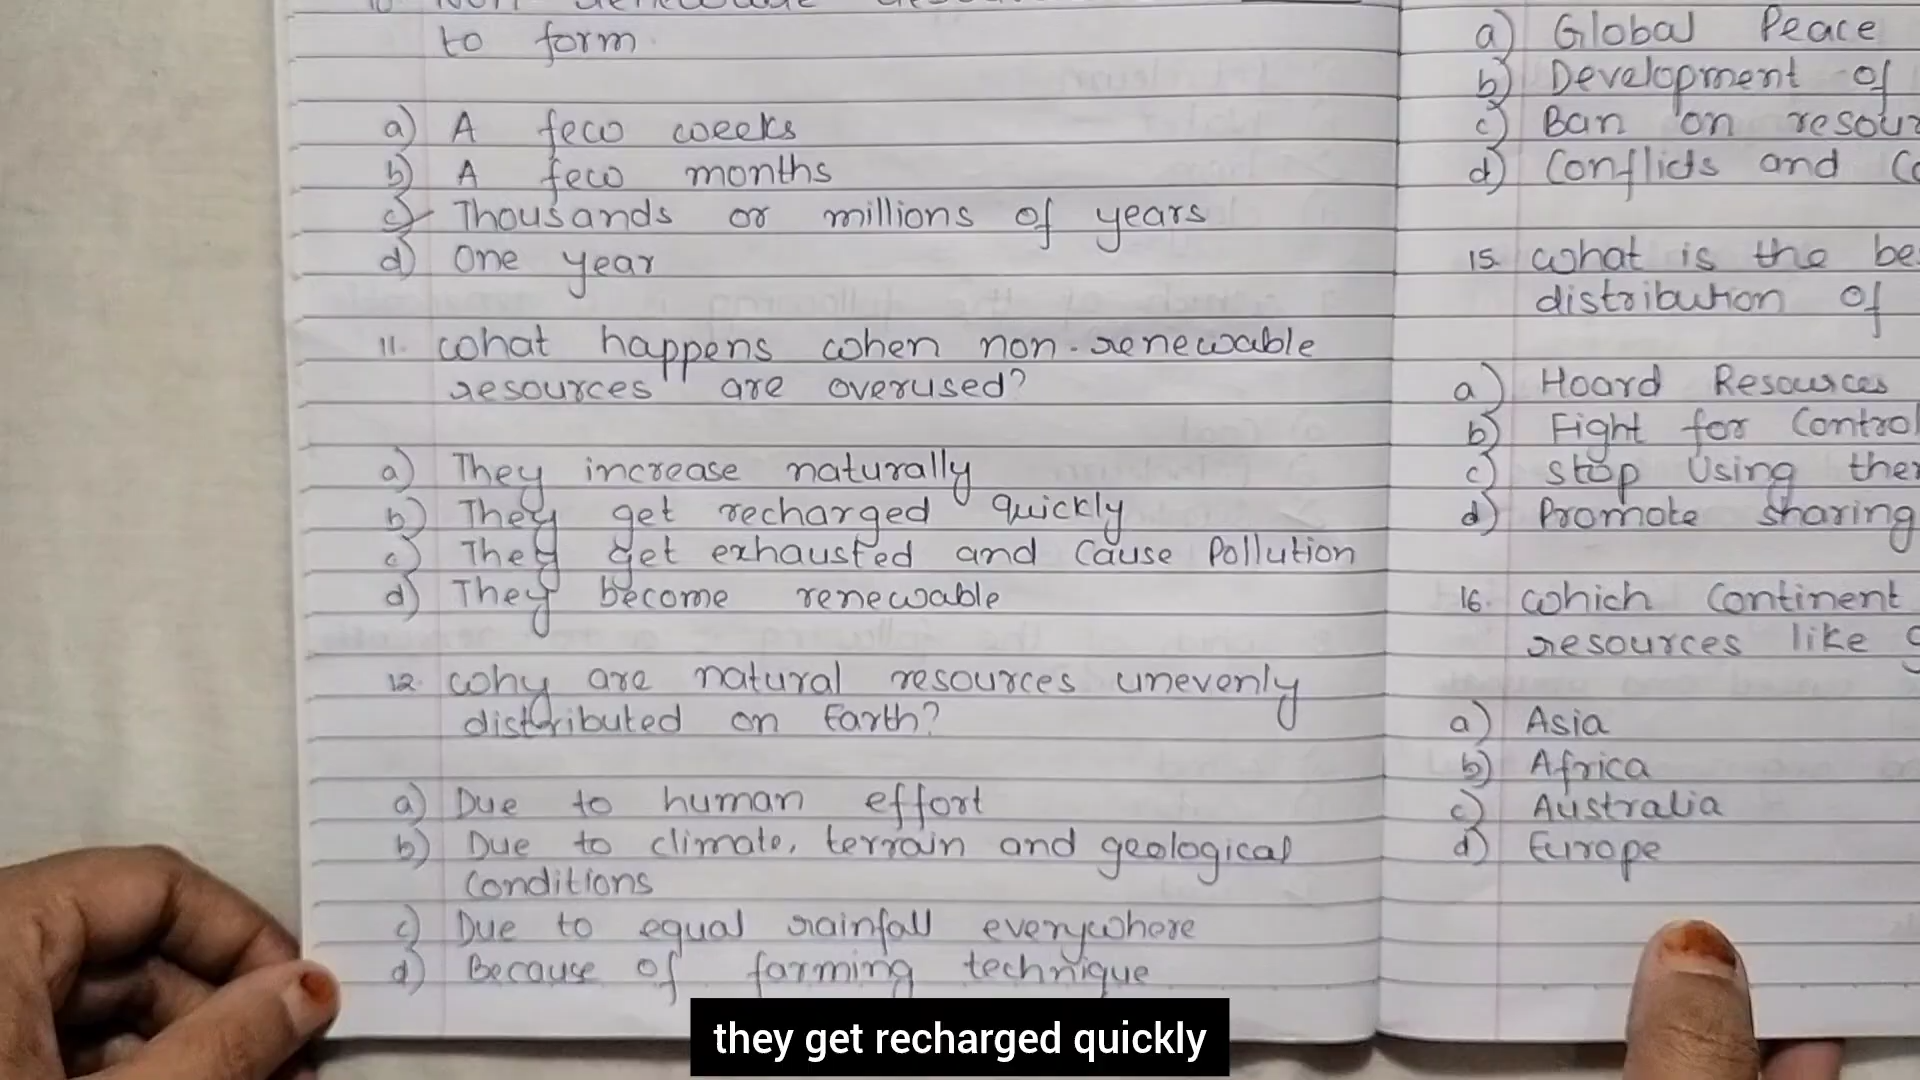 to form
a) A few weeks
b) A few months
c) Thousands or millions of years
d) One year
11. What happens when non-renewable
resources are overused?
a) They increase naturally
b) They get recharged quickly
c) They get exhausted and Cause Pollution
d) They become renewable
12. Why are natural resources unevenly
distributed on Earth?
a) Due to human effort
b) Due to climate, terrain and geological
Conditions
c) Due to equal rainfall everywhere
d) Because of farming technique
a) Global Peace
b) Development of
c) Ban on
d) Conflicts and
15. What is the
distribution of
a) Hoard Resources
b) Fight for Control
c) Stop Using
d) Promote sharing
16. Which Continent
resources like
a) Asia
b) Africa
c) Australia
d) Europe
they get recharged quickly